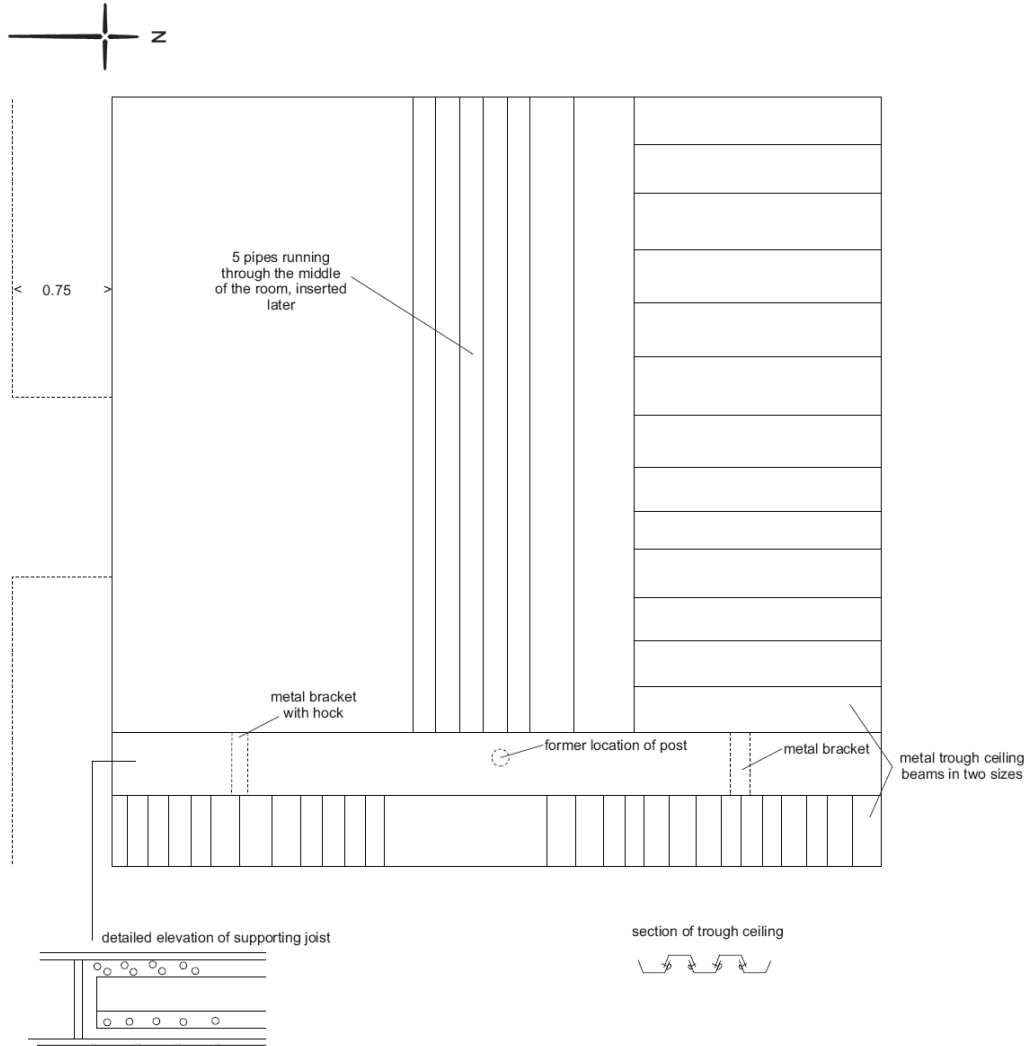 N
5 pipes running
through the middle
of the room, inserted
later
< 0.75 >
metal bracket
with hock
former location of post
metal bracket
metal trough ceiling
beams in two sizes
detailed elevation of supporting joist
section of trough ceiling